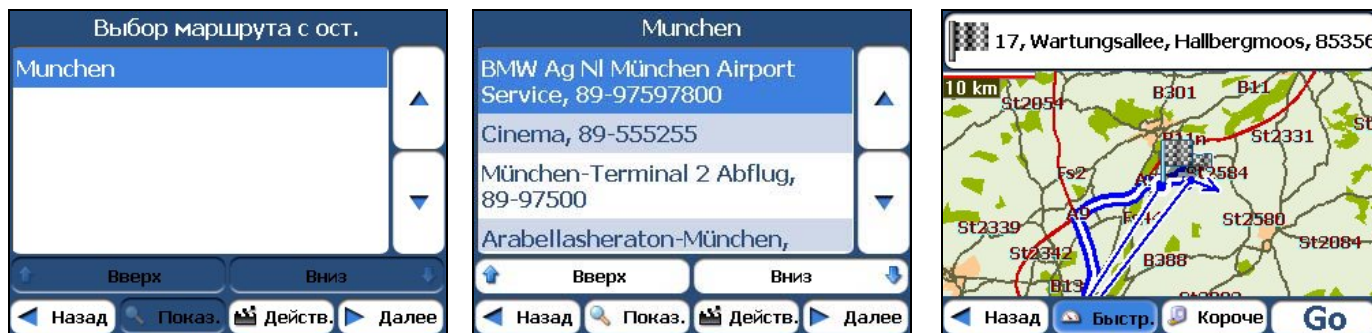 Выбор маршрута с ост.
Munchen
Вверх
Вниз
Назад
Показ.
Действ.
Далее
Munchen
BMW Ag Nl München Airport
Service, 89-97597800
Cinema, 89-555255
München-Terminal 2 Abflug,
89-97500
Arabellasheraton-München,
Вверх
Вниз
Назад
Показ.
Действ.
Далее
17, Wartungsallee, Hallbergmoos, 85356
10 km
St2054
B301
B11
B11n
St2331
Fs2
St2584
A9
Fs44
St2339
St2580
St2342
B388
St2084
B13
Назад
Быстр.
Короче
Go